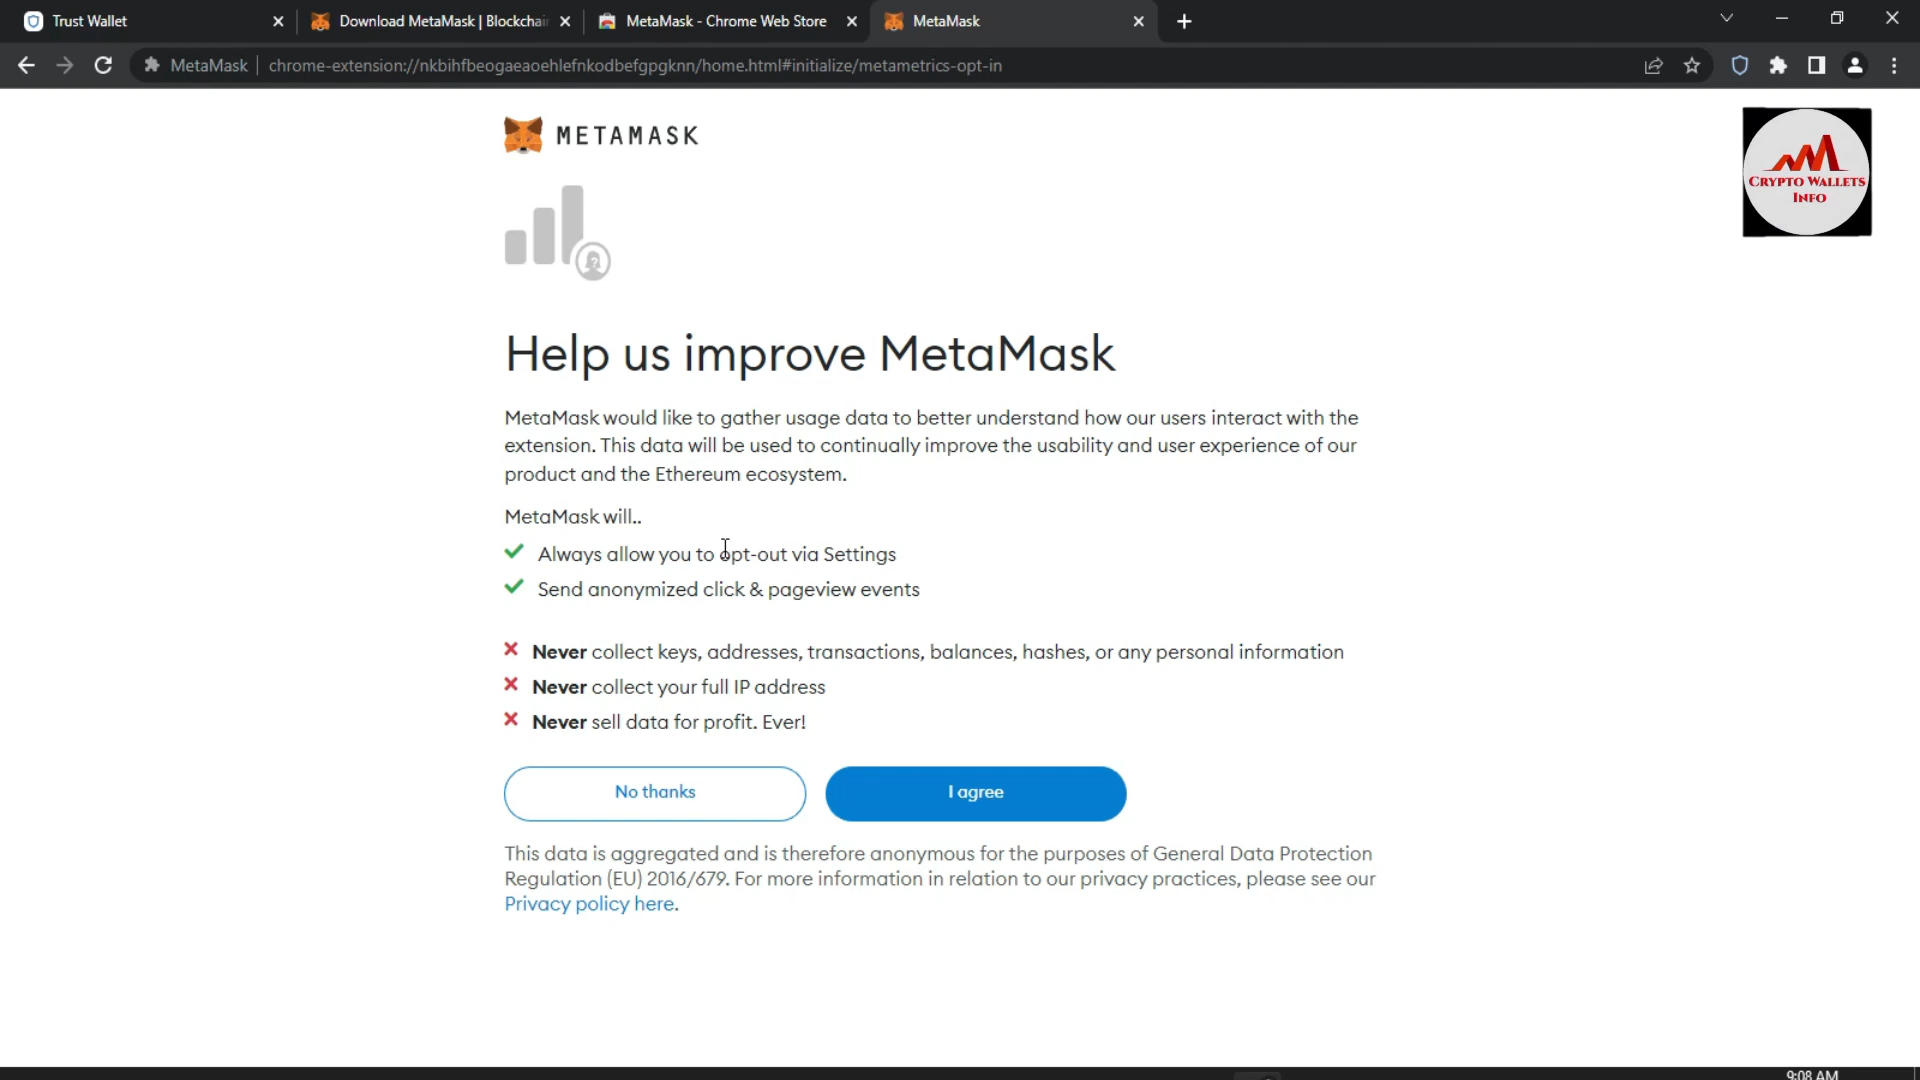 Trust Wallet
Download MetaMask | Blockchai
MetaMask - Chrome Web Store
MetaMask
MetaMask
chrome-extension://nkbihfbeogaeaoehlefnkodbefgpgknn/home.html#initialize/metametrics-opt-in
METAMASK
CRYPTO WALLETS
INFO
Help us improve MetaMask
MetaMask would like to gather usage data to better understand how our users interact with the
extension. This data will be used to continually improve the usability and user experience of our
product and the Ethereum ecosystem.
MetaMask will..
Always allow you to opt-out via Settings
Send anonymized click & pageview events
Never collect keys, addresses, transactions, balances, hashes, or any personal information
Never collect your full IP address
Never sell data for profit. Ever!
No thanks
I agree
This data is aggregated and is therefore anonymous for the purposes of General Data Protection
Regulation (EU) 2016/679. For more information in relation to our privacy practices, please see our
Privacy policy here.
9:08 AM